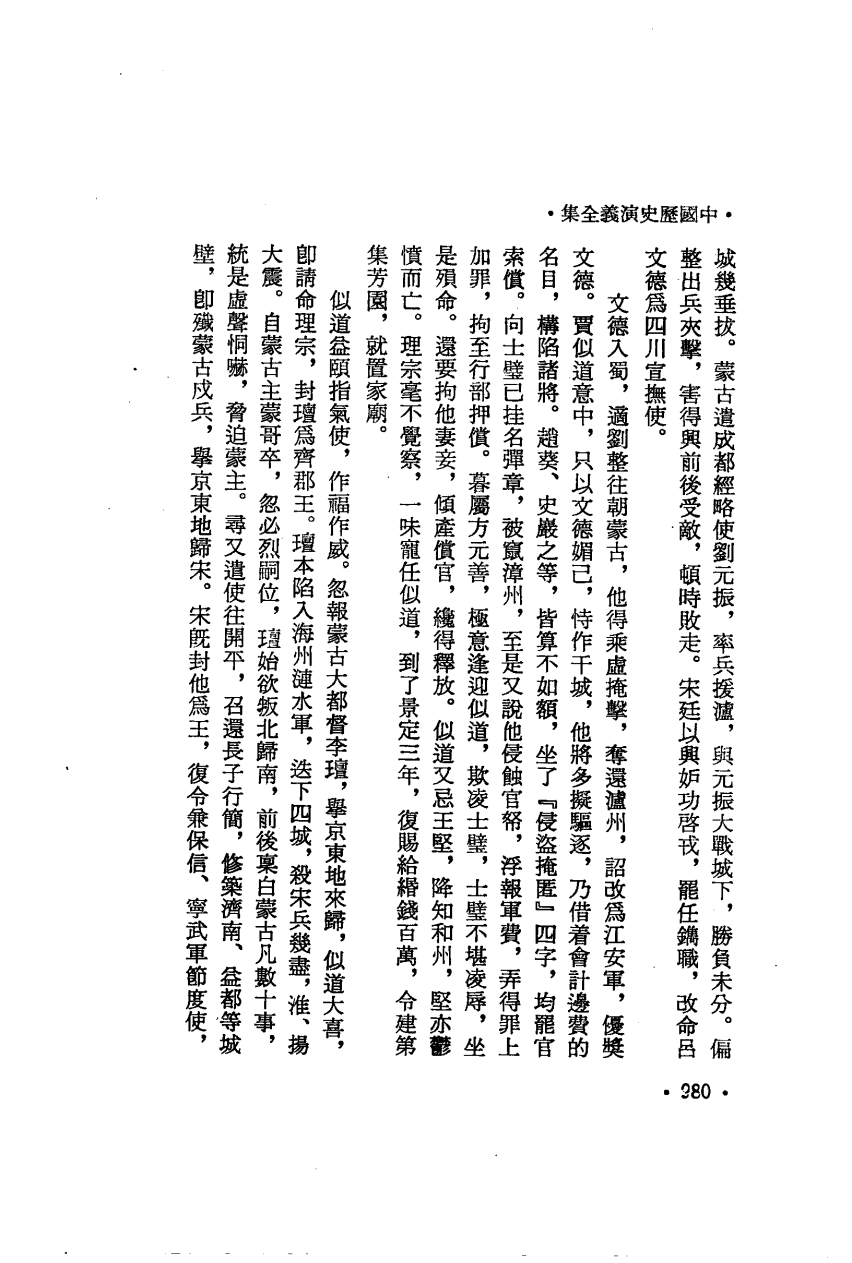 ·中國歷史演義全集·
城幾垂拔。蒙古遣成都經略使劉元振，率兵援瀘，與元振大戰城下，勝負未分。偏
整出兵夾擊，害得興前後受敵，頓時敗走。宋廷以興妒功啓戎，罷任鐫職，改命呂
文德爲四川宣撫使。
文德入蜀，適劉整往朝蒙古，他得乘虛掩擊，奪還瀘州，詔改爲江安軍，優獎
文德。賈似道意中，只以文德媚己，恃作干城，他將多擬驅逐，乃借着會計邊費的
名目，構陷諸將。趙葵、史巖之等，皆算不如額，坐了『侵盜掩匿』四字，均罷官
索償。向士璧已挂名彈章，被竄漳州，至是又說他侵蝕官帑，浮報軍費，弄得罪上
加罪，拘至行部押償。幕屬方元善，極意逢迎似道，欺凌士璧，士璧不堪凌辱，坐
是殞命。還要拘他妻妾，傾產償官，纔得釋放。似道又忌王堅，降知和州，堅亦鬱
憤而亡。理宗毫不覺察，一味寵任似道，到了景定三年，復賜給緡錢百萬，令建第
集芳園，就置家廟。
似道益頤指氣使，作福作威。忽報蒙古大都督李璮，舉京東地來歸，似道大喜，
卽請命理宗，封璮爲齊郡王。璮本陷入海州漣水軍，迭下四城，殺宋兵幾盡，淮、揚
大震。自蒙古主蒙哥卒，忽必烈嗣位，璮始欲叛北歸南，前後稟白蒙古凡數十事，
統是虛聲恫嚇，脅迫蒙主。尋又遣使往開平，召還長子行簡，修築濟南、益都等城
壁，卽殲蒙古戍兵，舉京東地歸宋。宋旣封他爲王，復令兼保信、寧武軍節度使，
·980·